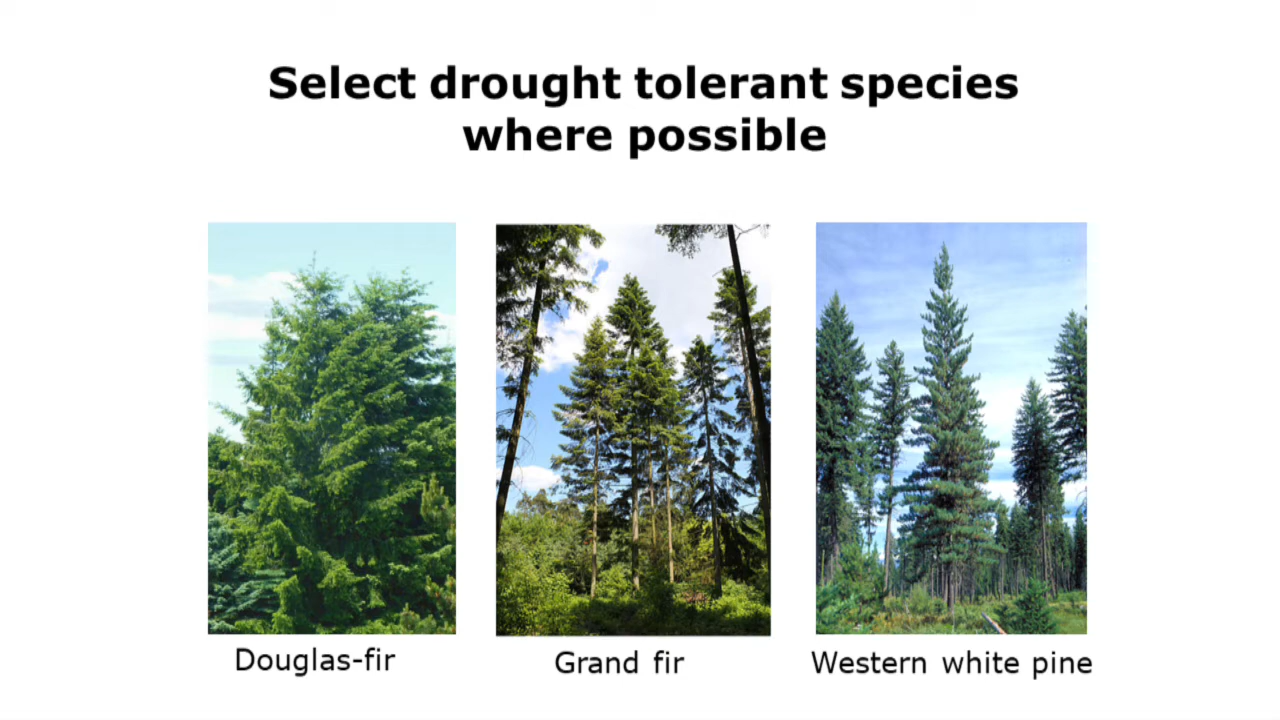 Select drought tolerant species
where possible
Douglas-fir
Grand fir
Western white pine